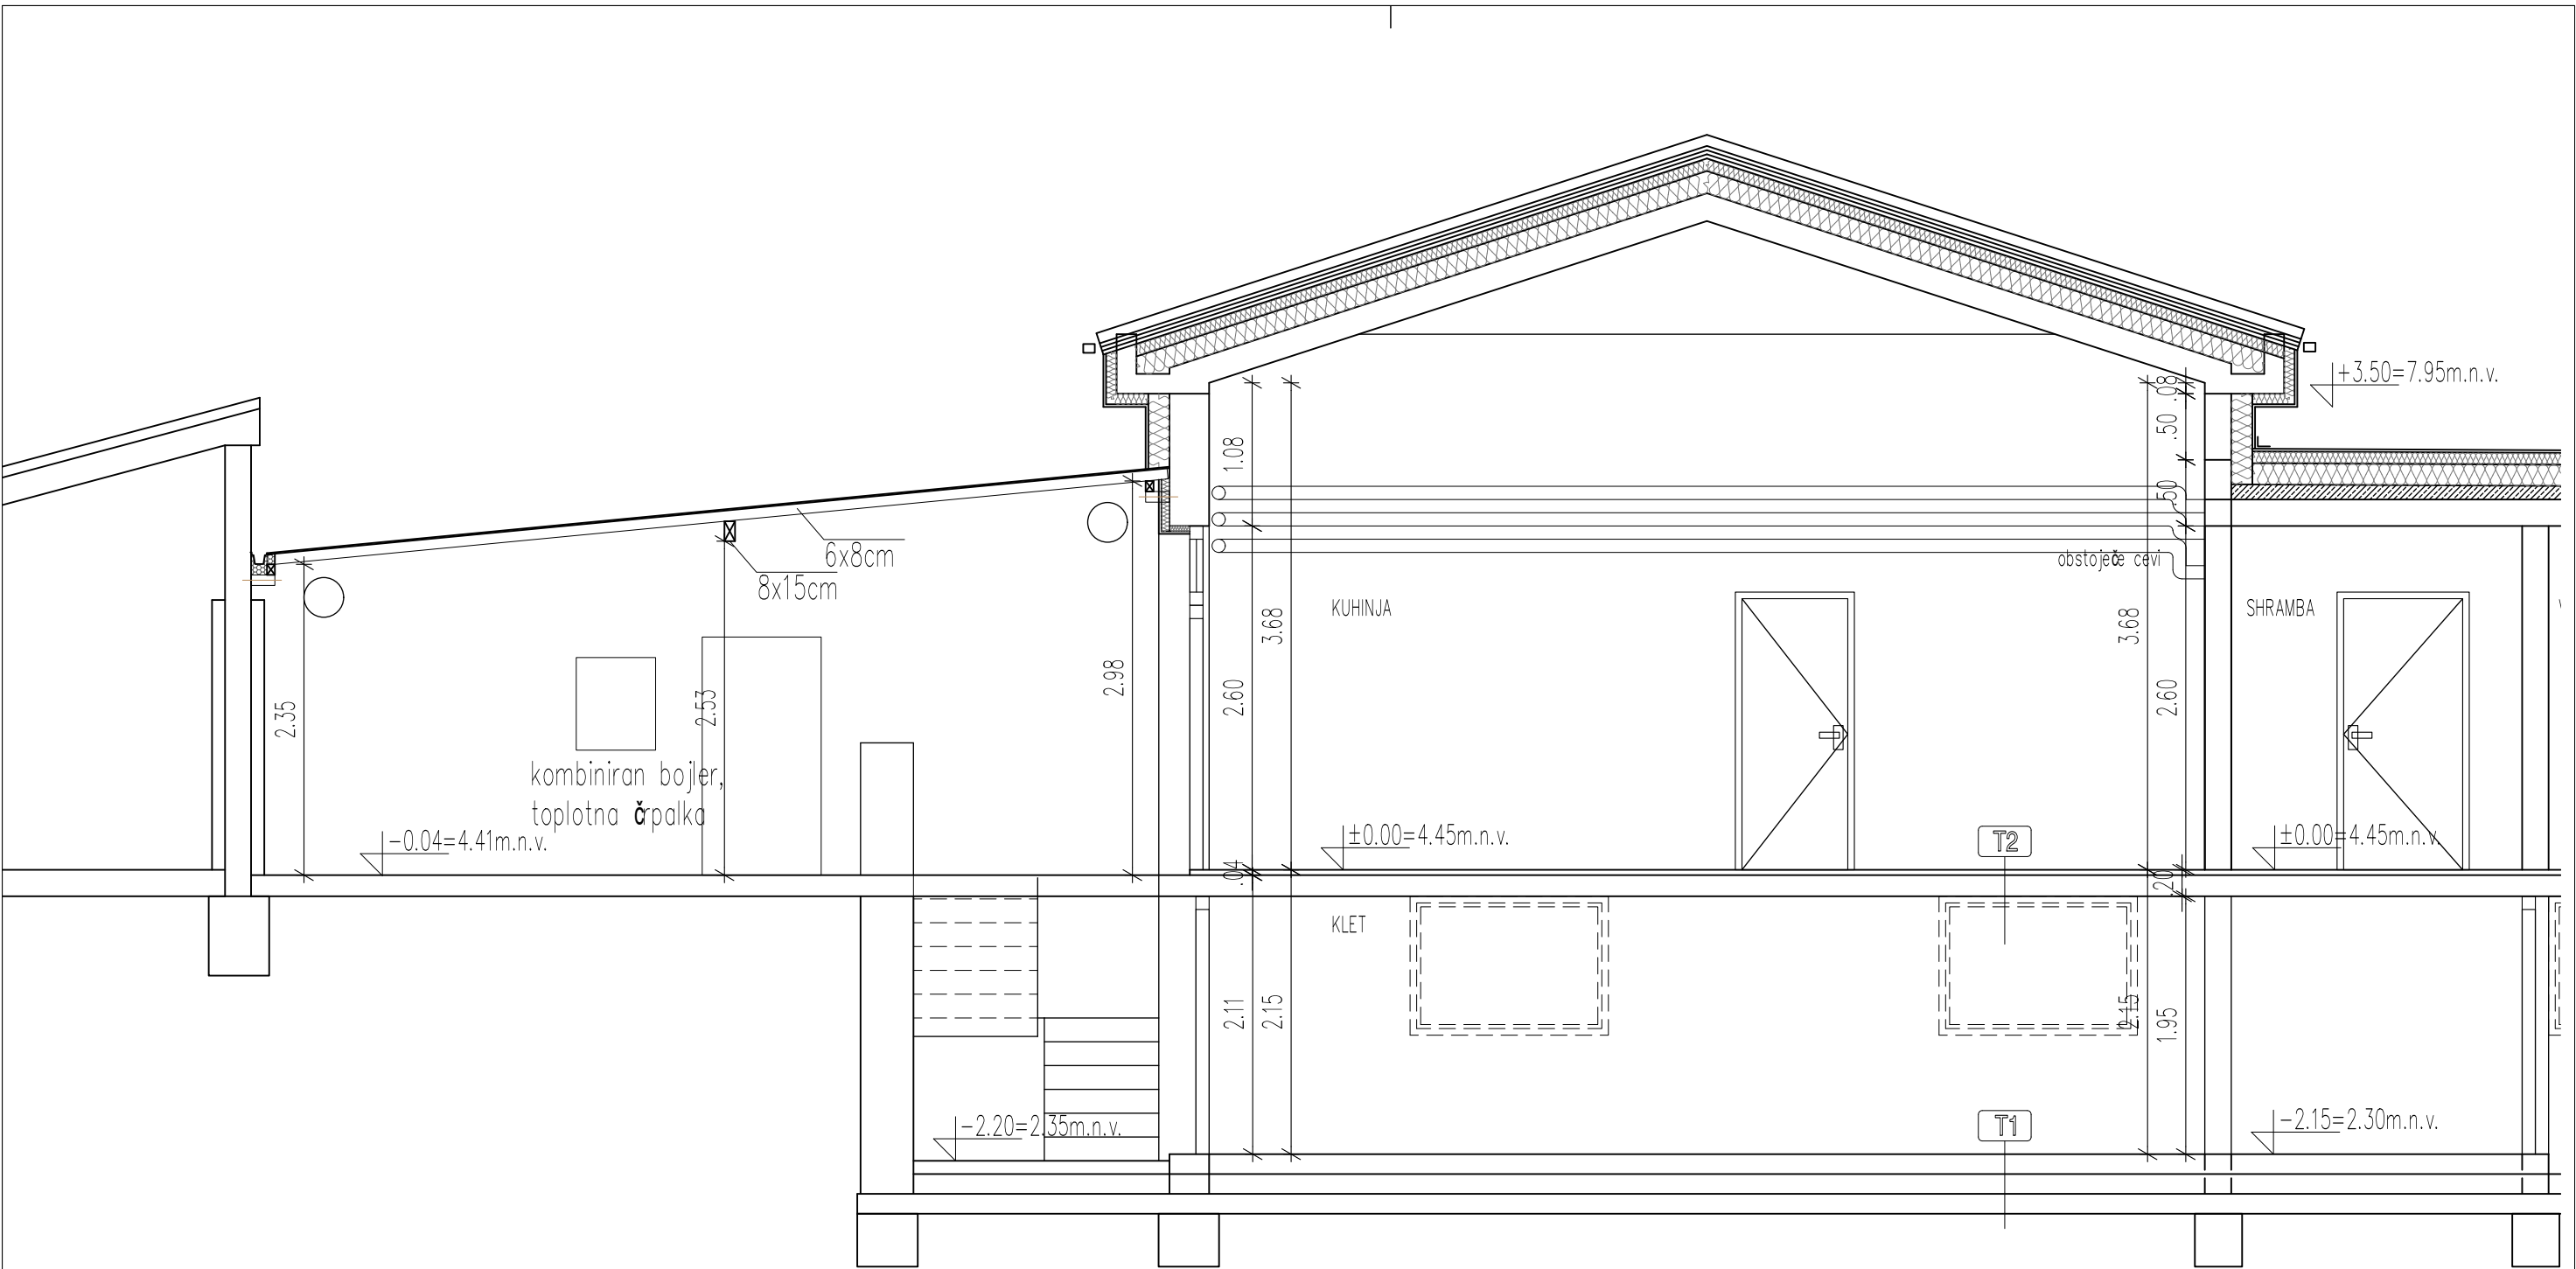 +3.50=7.95m.n.v.
.08
.50
.50
1.08
obstoječe cevi
6x8cm
8x15cm
KUHINJA
SHRAMBA
3.68
3.68
2.98
2.60
2.60
2.53
2.35
kombiniran bojler,
toplotna črpalka
-0.04=4.41m.n.v.
±0.00=4.45m.n.v.
T2
±0.00=4.45m.n.v.
.04
.20
KLET
2.11
2.15
2.15
1.95
-2.20=2.35m.n.v.
T1
-2.15=2.30m.n.v.